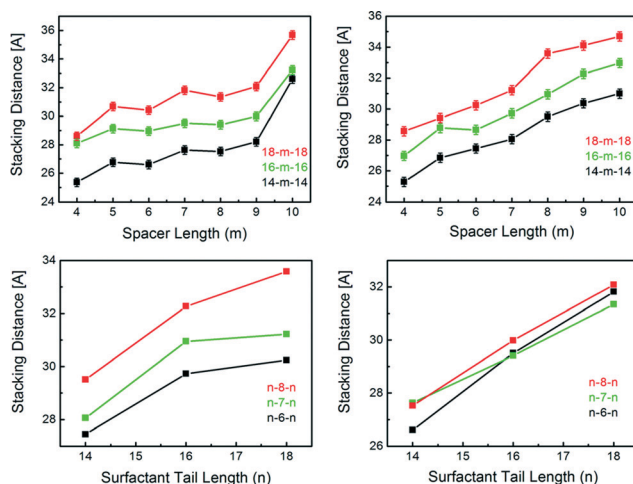 Stacking Distance [A]
36
34
32
30
28
26
24
18-m-18
16-m-16
14-m-14
4 5 6 7 8 9 10
Spacer Length (m)
Stacking Distance [A]
36
33
30
27
24
18-m-18
16-m-16
14-m-14
4 5 6 7 8 9 10
Spacer Length (m)
Stacking Distance [A]
34
32
30
28
n-8-n
n-7-n
n-6-n
14 15 16 17 18
Surfactant Tail Length (n)
Stacking Distance [A]
32
30
28
26
n-8-n
n-7-n
n-6-n
14 15 16 17 18
Surfactant Tail Length (n)